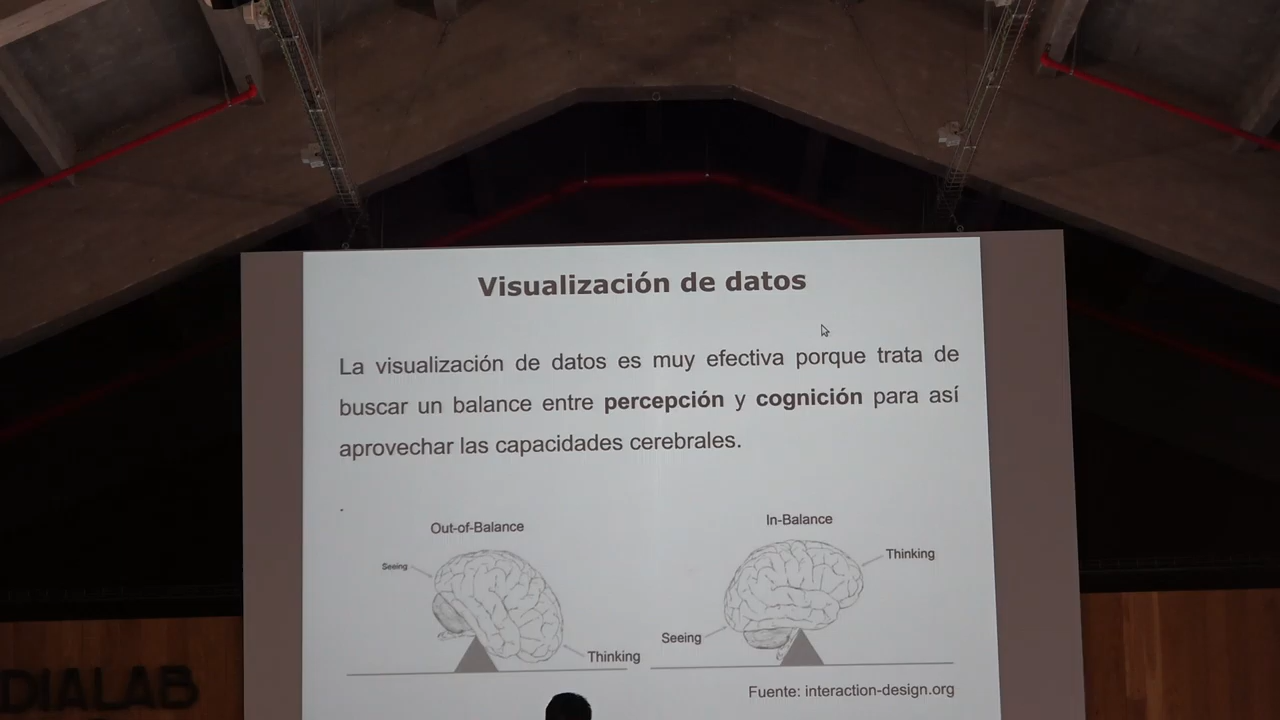 Visualización de datos
La visualización de datos es muy efectiva porque trata de
buscar un balance entre percepción y cognición para así
aprovechar las capacidades cerebrales.
Out-of-Balance
In-Balance
Seeing
Thinking
Thinking
Seeing
Fuente: interaction-design.org
DIALAB